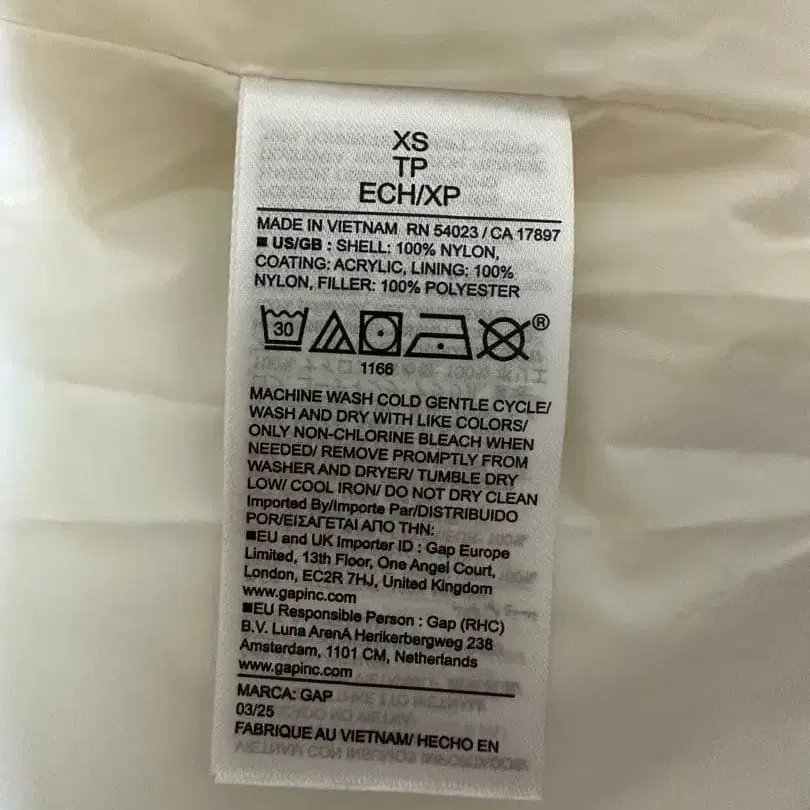 XS
TP
ECH/XP
MADE IN VIETNAM RN 54023 / CA 17897
■ US/GB : SHELL: 100% NYLON,
COATING: ACRYLIC, LINING: 100%
NYLON, FILLER: 100% POLYESTER
30
®
1166
MACHINE WASH COLD GENTLE CYCLE/
WASH AND DRY WITH LIKE COLORS/
ONLY NON-CHLORINE BLEACH WHEN
NEEDED/ REMOVE PROMPTLY FROM
WASHER AND DRYER/ TUMBLE DRY
LOW/ COOL IRON/ DO NOT DRY CLEAN
Imported By/Importe Par/DISTRIBUIDO
POR/ΕΙΣΑΓΕΤΑΙ ΑΠΟ ΤΗΝ:
■EU and UK Importer ID : Gap Europe
Limited, 13th Floor, One Angel Court,
London, EC2R 7HJ, United Kingdom
www.gapinc.com
■EU Responsible Person : Gap (RHC)
B.V. Luna ArenA Herikerbergweg 238
Amsterdam, 1101 CM, Netherlands
www.gapinc.com
MARCA: GAP
03/25
FABRIQUE AU VIETNAM/ HECHO EN